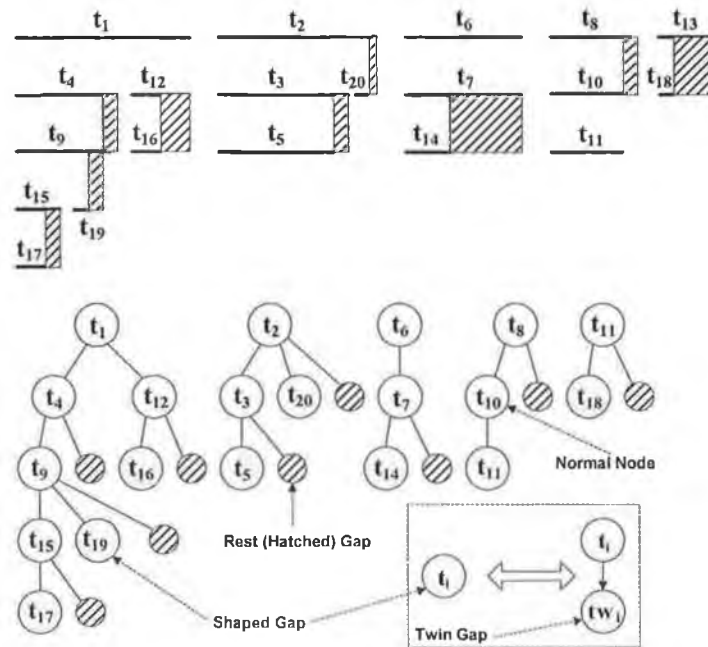 t1 t2 t6 t8 t13
t4 t12 t3 t20 t7 t10 t18
t9 t16 t5 t14 t11
t15 t19
t17
t1 t2 t6 t8 t11
t4 t12 t3 t20 t7 t10 t18
t9 t16 t5 t14 t11
Normal Node
t15 t19
Rest (Hatched) Gap
ti ti
t17
Shaped Gap
twi
Twin Gap